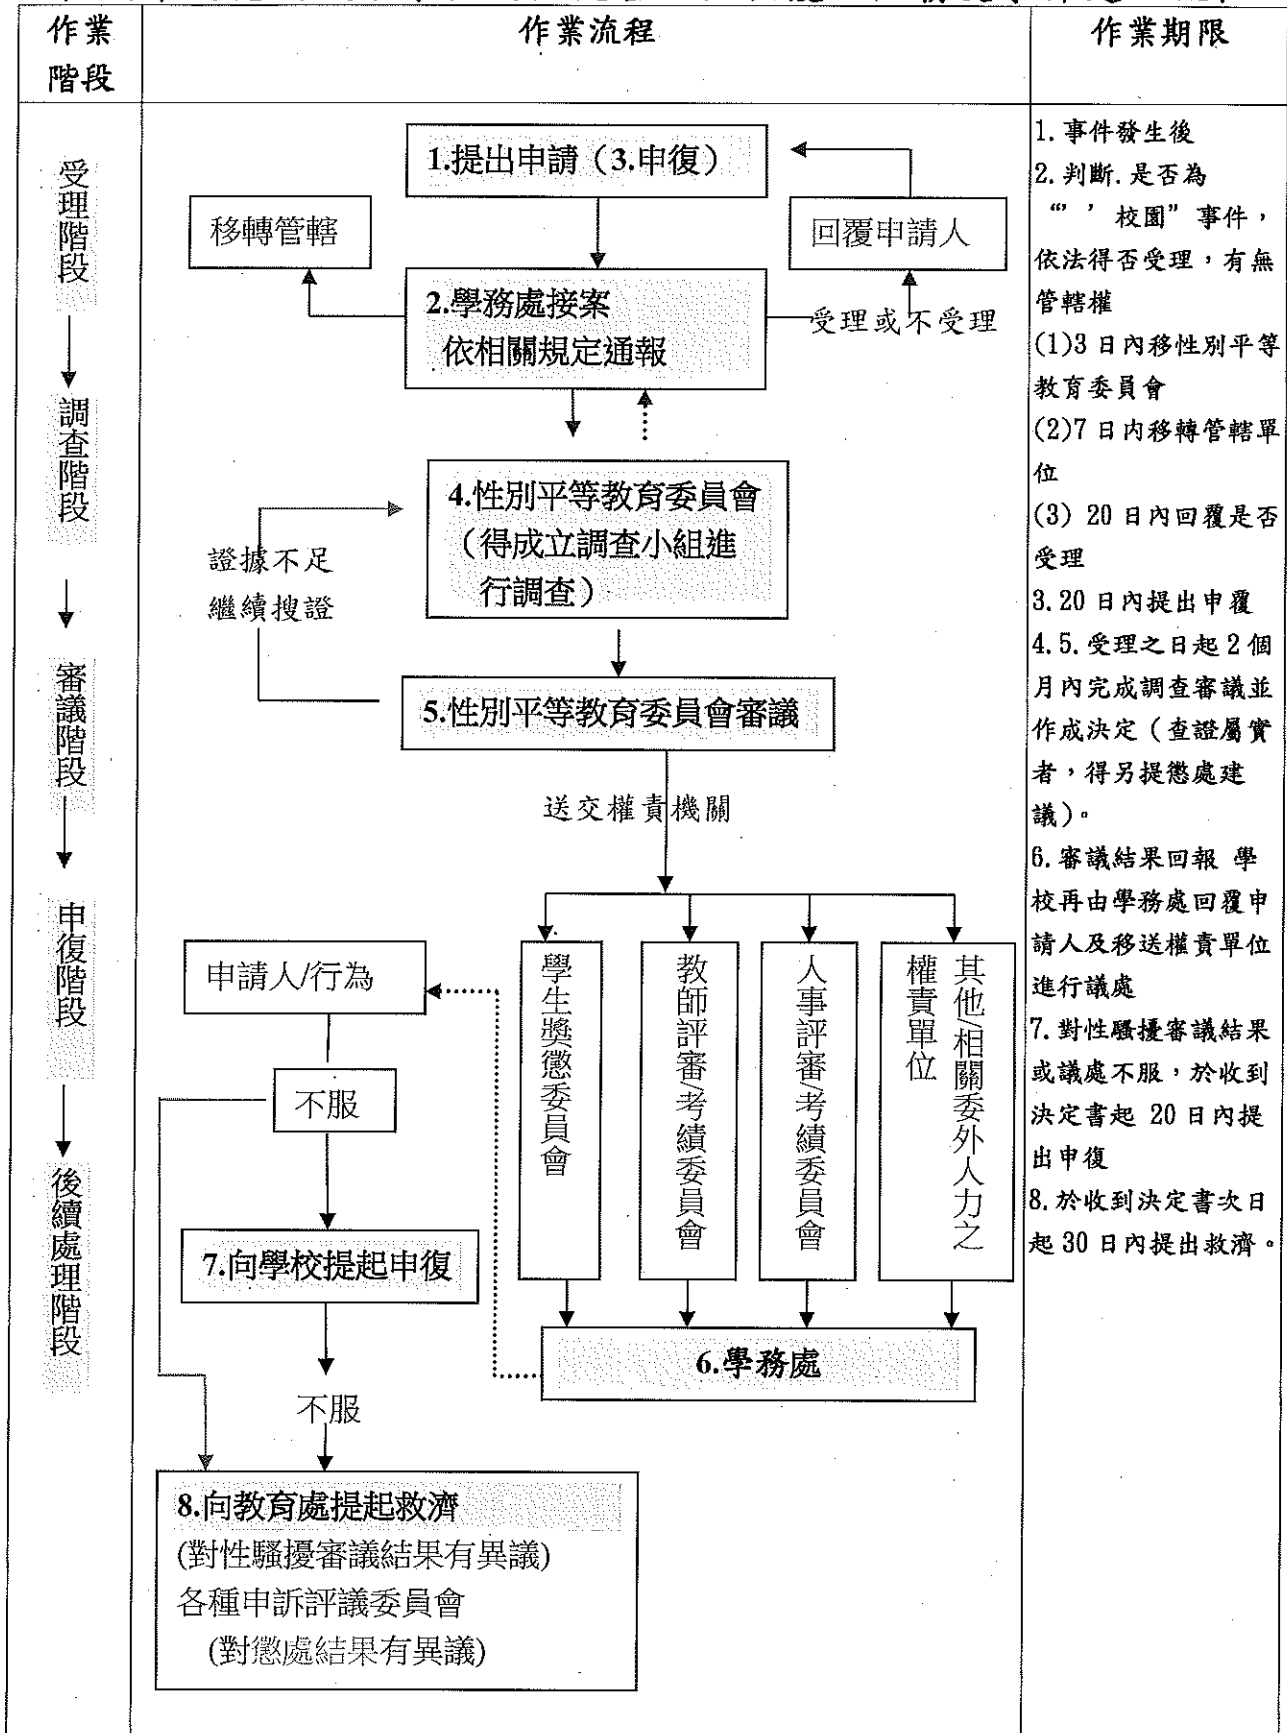 作業
階段
作業流程
作業期限
受理階段
調查階段
審議階段
申復階段
後續處理階段
1.提出申請（3.申復）
移轉管轄
回覆申請人
2.學務處接案
依相關規定通報
受理或不受理
4.性別平等教育委員會
（得成立調查小組進
行調查）
證據不足
繼續搜證
5.性別平等教育委員會審議
送交權責機關
申請人/行為
學生獎懲委員會
教師評審/考績委員會
人事評審/考績委員會
其他/相關委外人力之
權責單位
不服
7.向學校提起申復
6.學務處
不服
8.向教育處提起救濟
(對性騷擾審議結果有異議)
各種申訴評議委員會
(對懲處結果有異議)
1.事件發生後
2.判斷.是否為
“’ 校園”事件，
依法得否受理，有無
管轄權
(1)3 日內移性別平等
教育委員會
(2)7 日內移轉管轄單
位
(3) 20 日內回覆是否
受理
3.20 日內提出申覆
4.5.受理之日起 2 個
月內完成調查審議並
作成決定（查證屬實
者，得另提懲處建
議）。
6.審議結果回報 學
校再由學務處回覆申
請人及移送權責單位
進行議處
7.對性騷擾審議結果
或議處不服，於收到
決定書起 20 日內提
出申復
8.於收到決定書次日
起 30 日內提出救濟。